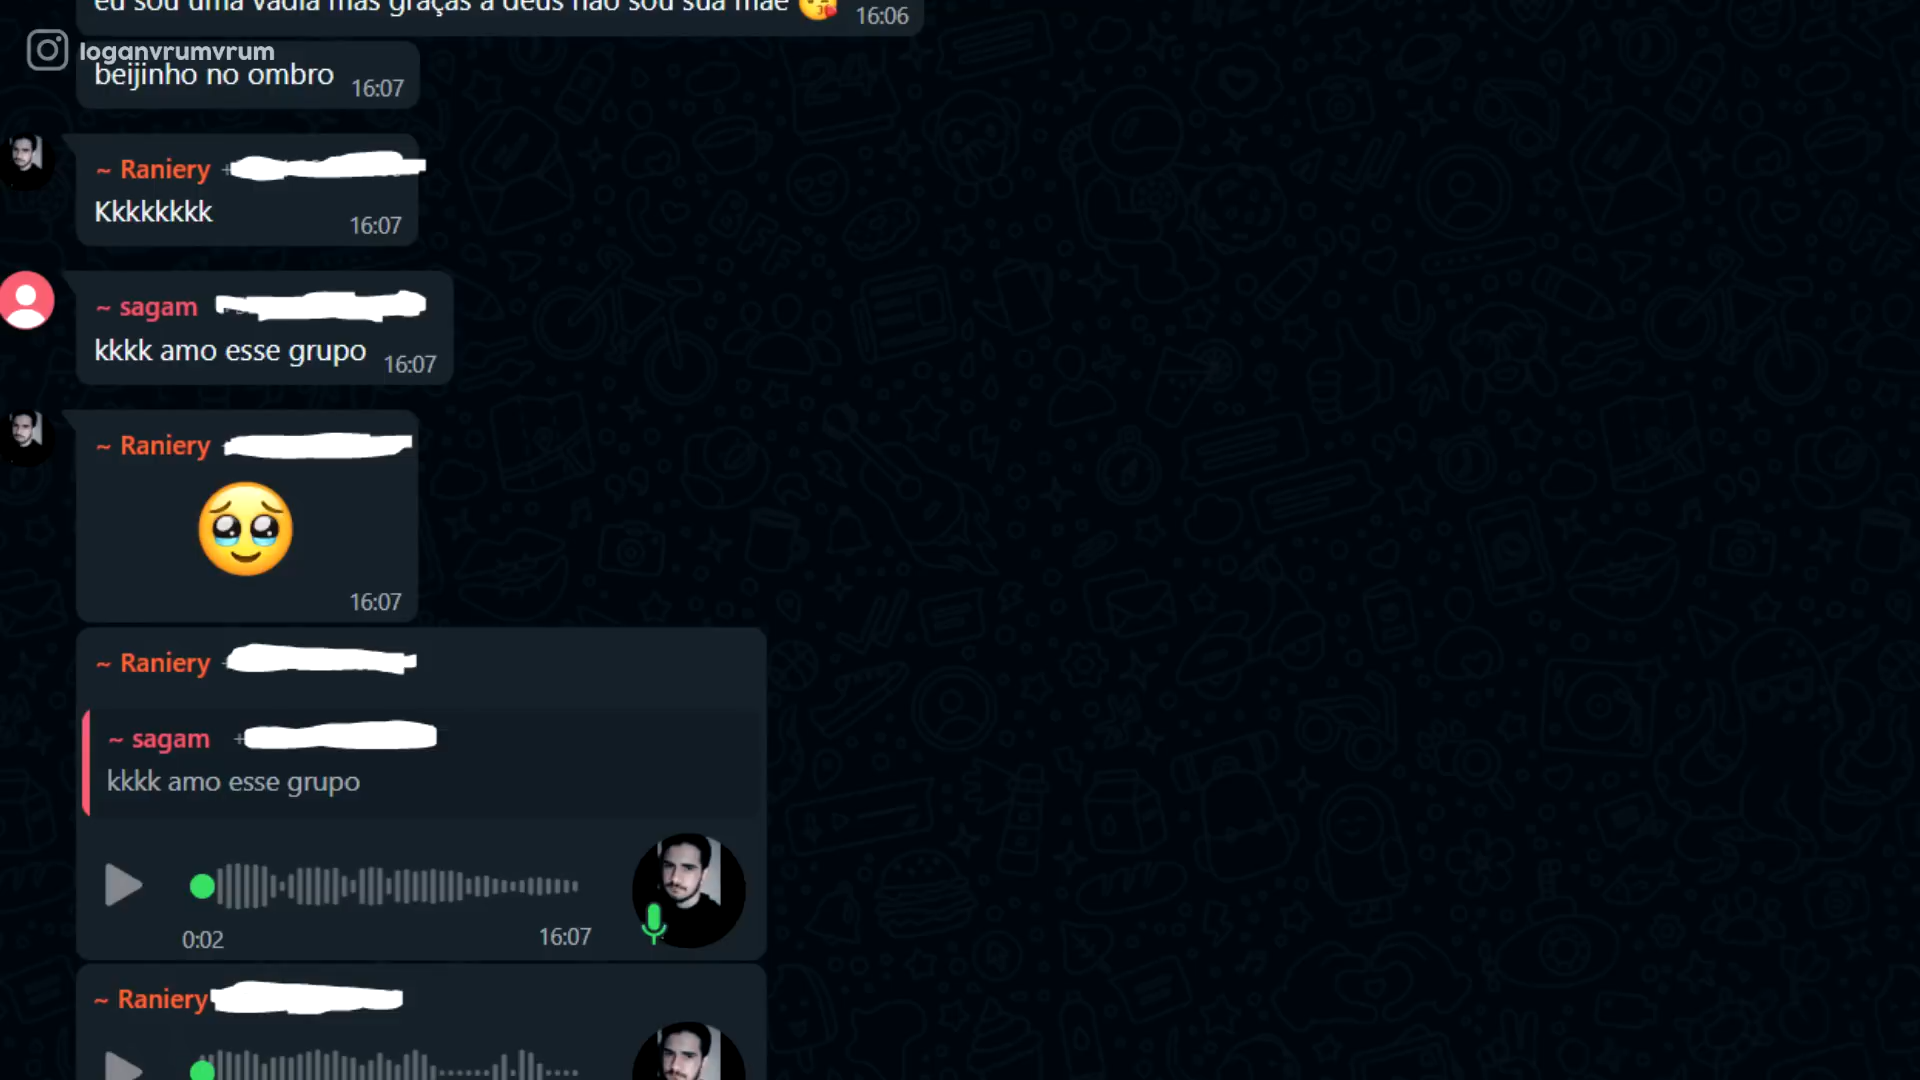 eu sou uma vadia mas graças a deus não sou sua mãe 😘 16:06
loganvrumvrum
beijinho no ombro 16:07
~ Raniery +
Kkkkkkkk 16:07
~ sagam
kkkk amo esse grupo 16:07
~ Raniery
🥹
16:07
~ Raniery
~ sagam +
kkkk amo esse grupo
0:02 16:07
~ Raniery